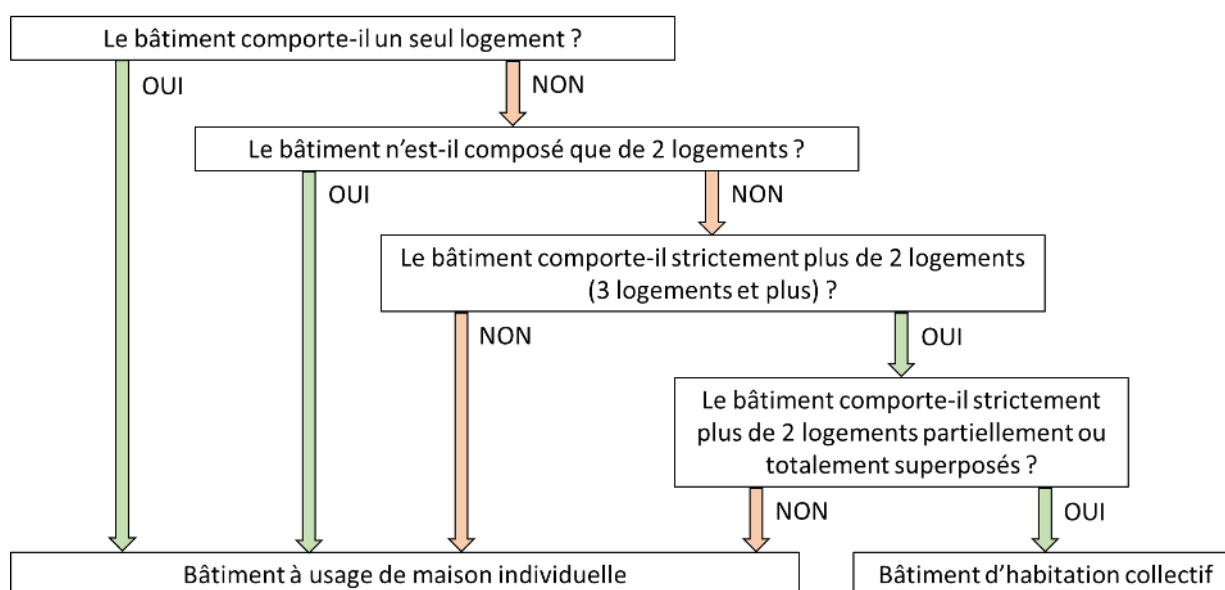 Le bâtiment comporte-il un seul logement ?
OUI
NON
Le bâtiment n'est-il composé que de 2 logements ?
OUI
NON
Le bâtiment comporte-il strictement plus de 2 logements
(3 logements et plus) ?
NON
OUI
Le bâtiment comporte-il strictement
plus de 2 logements partiellement ou
totalement superposés ?
NON
OUI
Bâtiment à usage de maison individuelle
Bâtiment d'habitation collectif